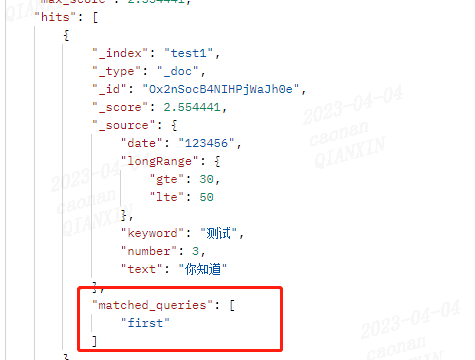 "max_score": 2.554441,
"hits": [
{
"_index": "test1",
"_type": "_doc",
"_id": "Ox2nSocB4NIHPjWaJh0e",
"_score": 2.554441,
"_source": {
"date": "123456",
"longRange": {
"gte": 30,
"lte": 50
},
"keyword": "测试",
"number": 3,
"text": "你知道"
},
"matched_queries": [
"first"
]
}
2023-04-04
caonan
QIANXIN
2023-04-04
caonan
QIANXIN
2023-04-04
caonan